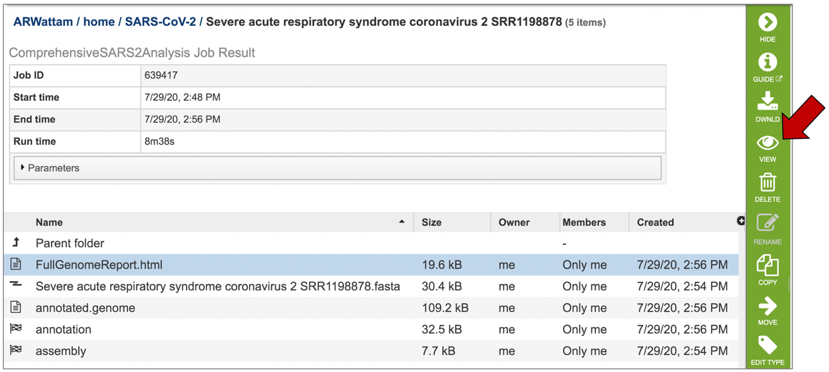 ARWattam / home / SARS-CoV-2 / Severe acute respiratory syndrome coronavirus 2 SRR1198878 (5 items)
ComprehensiveSARS2Analysis Job Result
Job ID 639417
Start time 7/29/20, 2:48 PM
End time 7/29/20, 2:56 PM
Run time 8m38s
Parameters
Name Size Owner Members Created
Parent folder -
FullGenomeReport.html 19.6 kB me Only me 7/29/20, 2:56 PM
Severe acute respiratory syndrome coronavirus 2 SRR1198878.fasta 30.4 kB me Only me 7/29/20, 2:54 PM
annotated.genome 109.2 kB me Only me 7/29/20, 2:56 PM
annotation 32.5 kB me Only me 7/29/20, 2:56 PM
assembly 7.7 kB me Only me 7/29/20, 2:54 PM
HIDE
GUIDE
DWNLD
VIEW
DELETE
RENAME
COPY
MOVE
EDIT TYPE